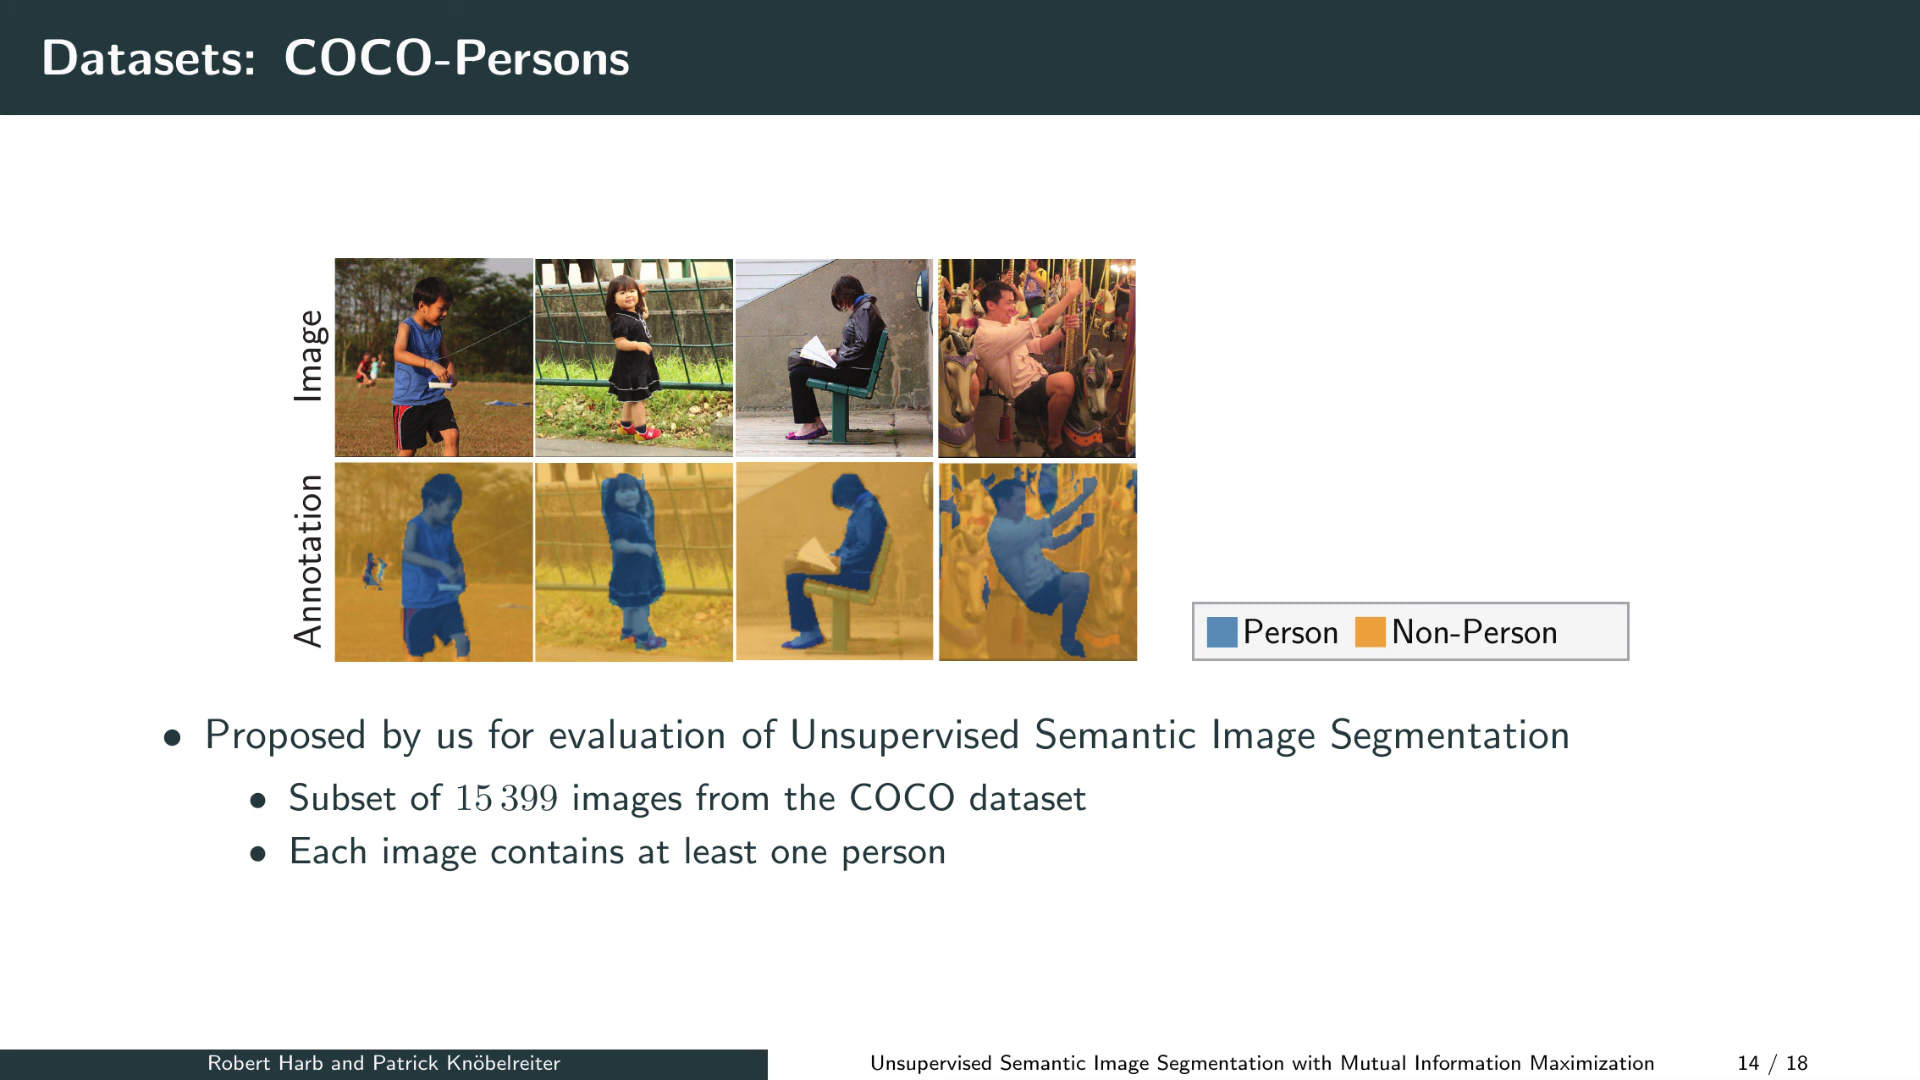 Datasets: COCO-Persons
Image
Annotation
Person Non-Person
• Proposed by us for evaluation of Unsupervised Semantic Image Segmentation
• Subset of 15 399 images from the COCO dataset
• Each image contains at least one person
Robert Harb and Patrick Knöbelreiter
Unsupervised Semantic Image Segmentation with Mutual Information Maximization
14 / 18